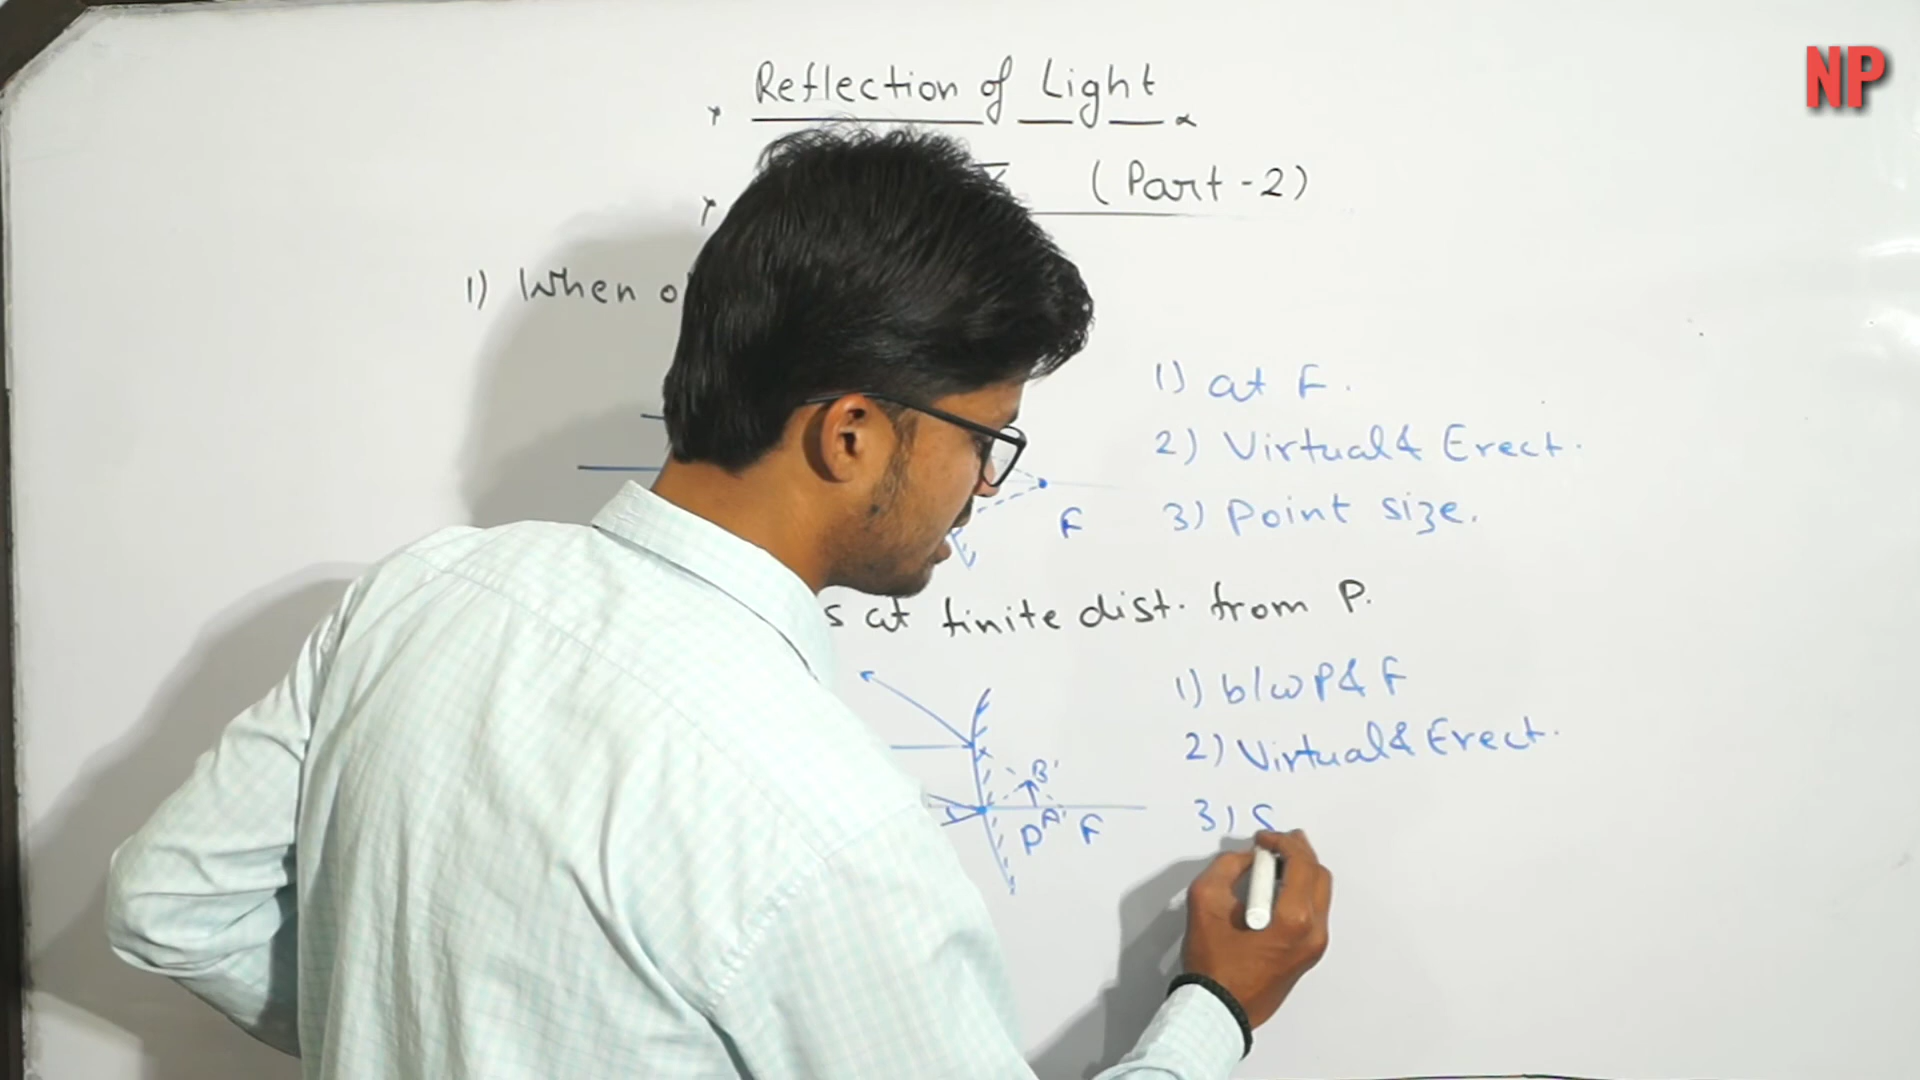 NP
Reflection of Light
(Part-2)
1) When
1) at F.
2) Virtual & Erect.
3) Point size.
F
at finite dist. from P.
1) b/w P & F
2) Virtual & Erect.
3) S
B'
A'
P
F